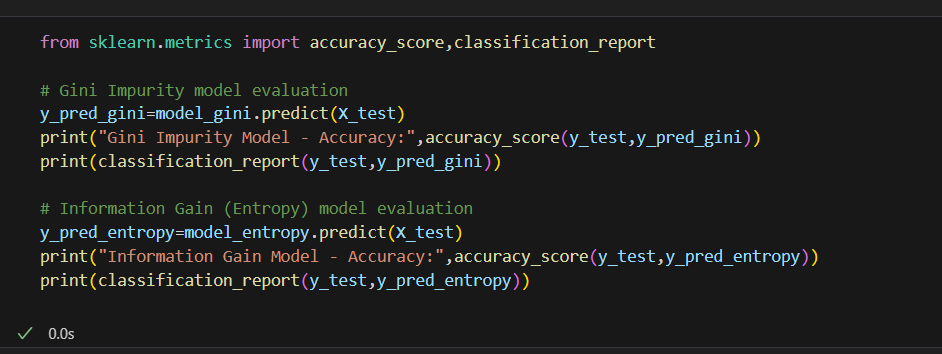 from sklearn.metrics import accuracy_score,classification_report
# Gini Impurity model evaluation
y_pred_gini=model_gini.predict(X_test)
print("Gini Impurity Model - Accuracy:",accuracy_score(y_test,y_pred_gini))
print(classification_report(y_test,y_pred_gini))
# Information Gain (Entropy) model evaluation
y_pred_entropy=model_entropy.predict(X_test)
print("Information Gain Model - Accuracy:",accuracy_score(y_test,y_pred_entropy))
print(classification_report(y_test,y_pred_entropy))
0.0s